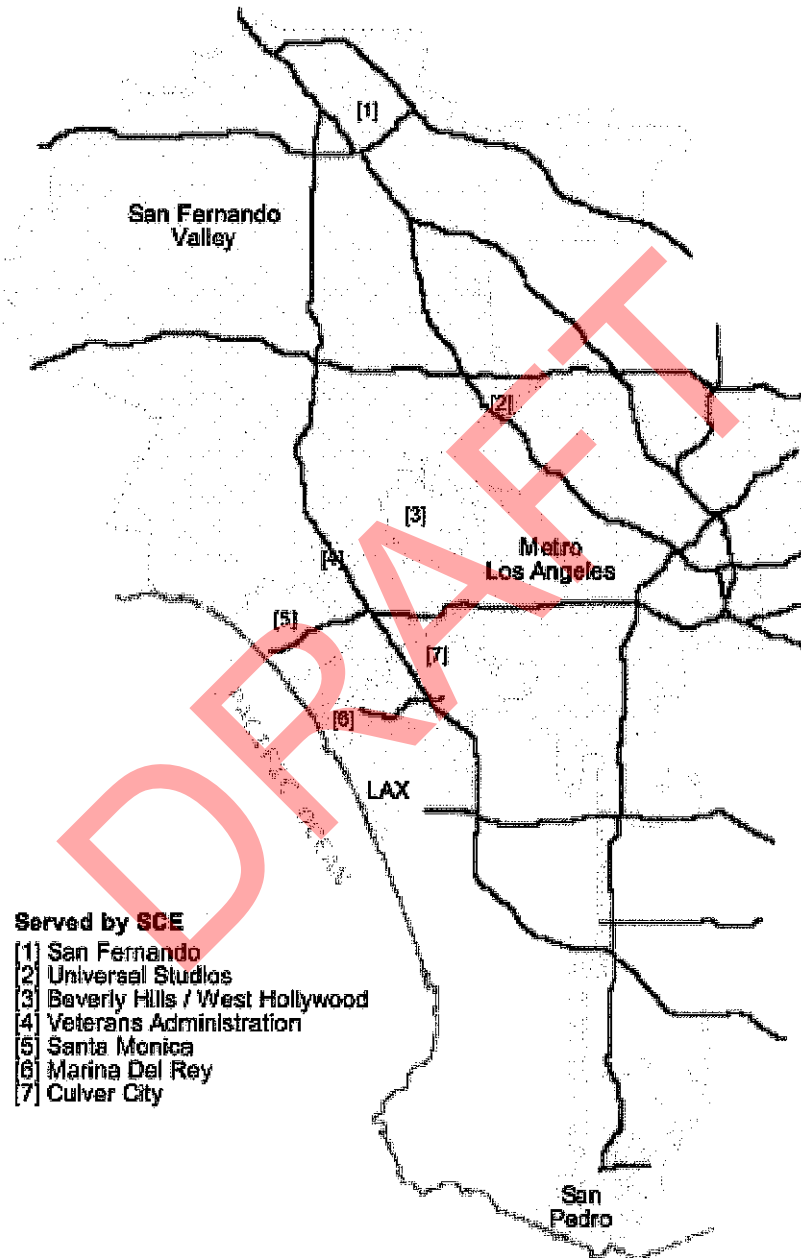 [1]
San Fernando
Valley
[2]
[3]
Metro
Los Angeles
[4]
[5]
[7]
[6]
PACIFIC OCEAN
LAX
DRAFT
Served by SCE
[1] San Fernando
[2] Universal Studios
[3] Beverly Hills / West Hollywood
[4] Veterans Administration
[5] Santa Monica
[6] Marina Del Rey
[7] Culver City
San
Pedro